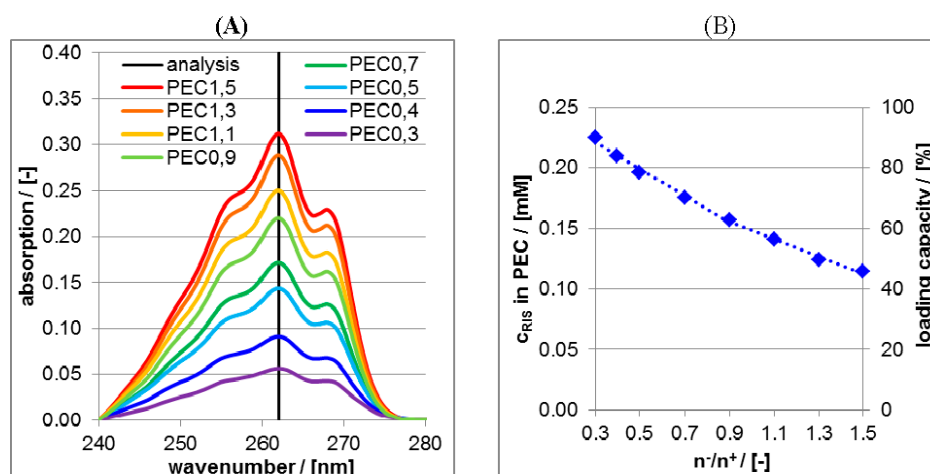 (A)
absorption / [-]
0.40
0.35
0.30
0.25
0.20
0.15
0.10
0.05
0.00
analysis
PEC1,5
PEC1,3
PEC1,1
PEC0,9
PEC0,7
PEC0,5
PEC0,4
PEC0,3
240 250 260 270 280
wavenumber / [nm]
(B)
c_RIS in PEC / [mM]
0.25
0.20
0.15
0.10
0.05
0.00
100
80
60
40
20
0
loading capacity / [%]
0.3 0.5 0.7 0.9 1.1 1.3 1.5
n⁻/n⁺ / [-]